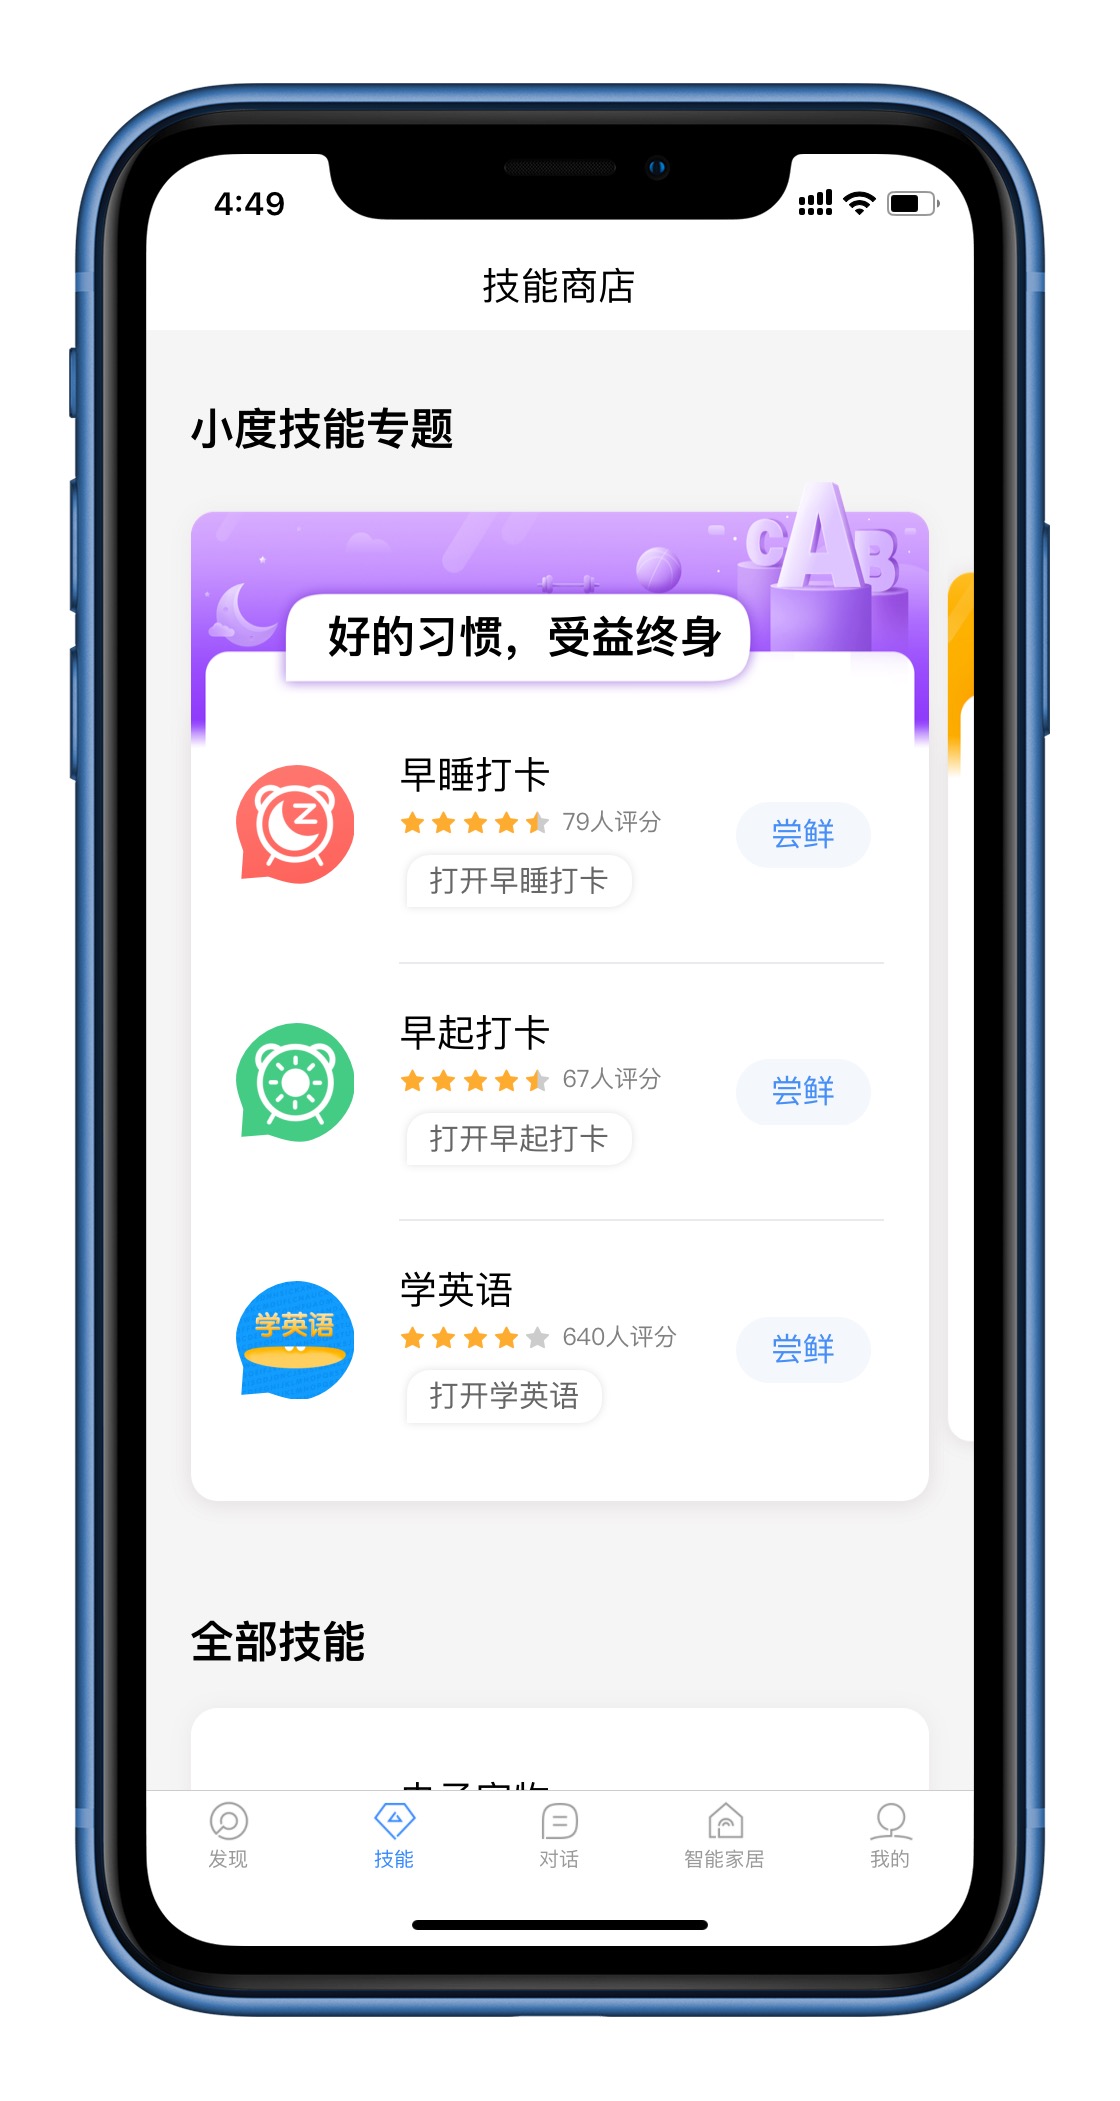 4:49
技能商店
小度技能专题
C A B
好的习惯，受益终身
早睡打卡
79人评分
尝鲜
打开早睡打卡
早起打卡
67人评分
尝鲜
打开早起打卡
学英语
学英语
640人评分
尝鲜
打开学英语
全部技能
发现
技能
对话
智能家居
我的